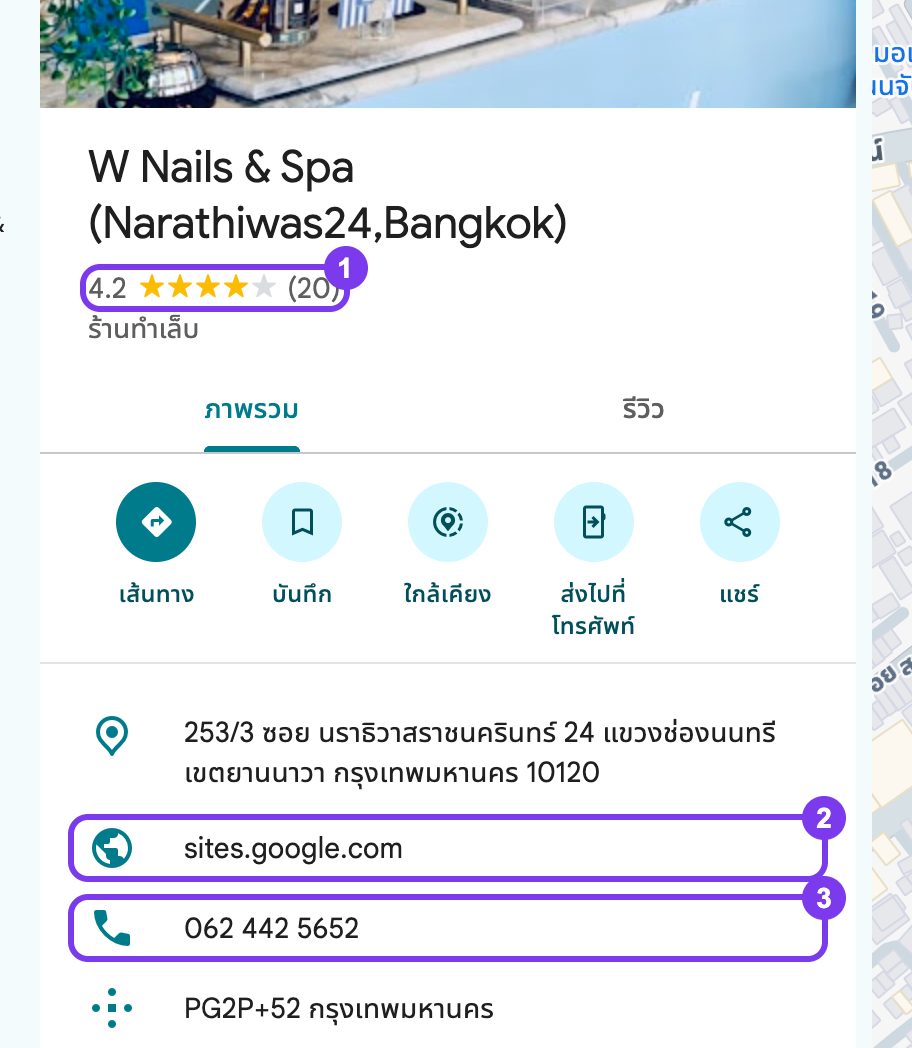 W Nails & Spa
(Narathiwas24,Bangkok)
1
4.2 (20)
ร้านทำเล็บ
ภาพรวม
รีวิว
เส้นทาง
บันทึก
ใกล้เคียง
ส่งไปที่
โทรศัพท์
แชร์
253/3 ซอย นราธิวาสราชนครินทร์ 24 แขวงช่องนนทรี
เขตยานนาวา กรุงเทพมหานคร 10120
2
sites.google.com
3
062 442 5652
PG2P+52 กรุงเทพมหานคร